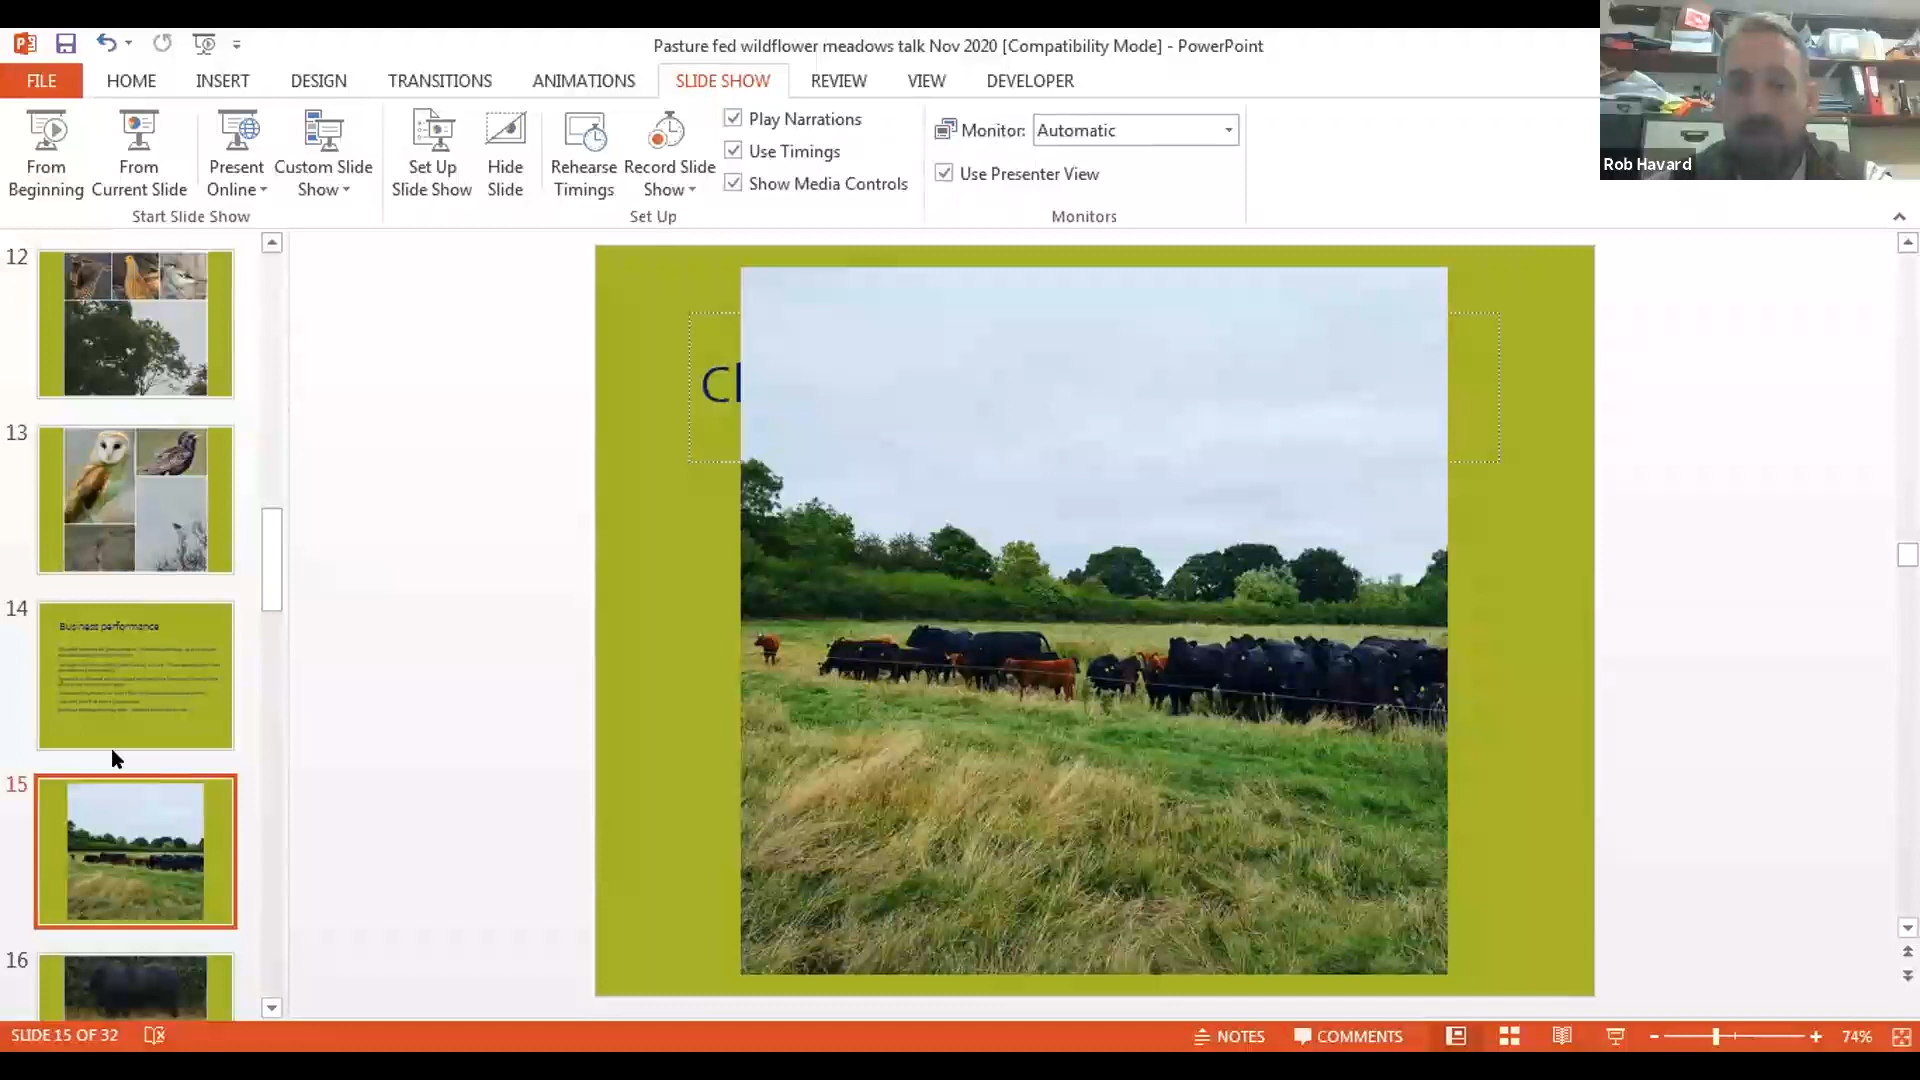 Pasture fed wildflower meadows talk Nov 2020 [Compatibility Mode] - PowerPoint
FILE HOME INSERT DESIGN TRANSITIONS ANIMATIONS SLIDE SHOW REVIEW VIEW DEVELOPER
From Beginning
From Current Slide
Present Online
Custom Slide Show
Start Slide Show
Set Up Slide Show
Hide Slide
Rehearse Timings
Record Slide Show
Play Narrations
Use Timings
Show Media Controls
Set Up
Monitor: Automatic
Use Presenter View
Monitors
Rob Havard
12
13
14
Business performance
15
16
SLIDE 15 OF 32
NOTES
COMMENTS
74%